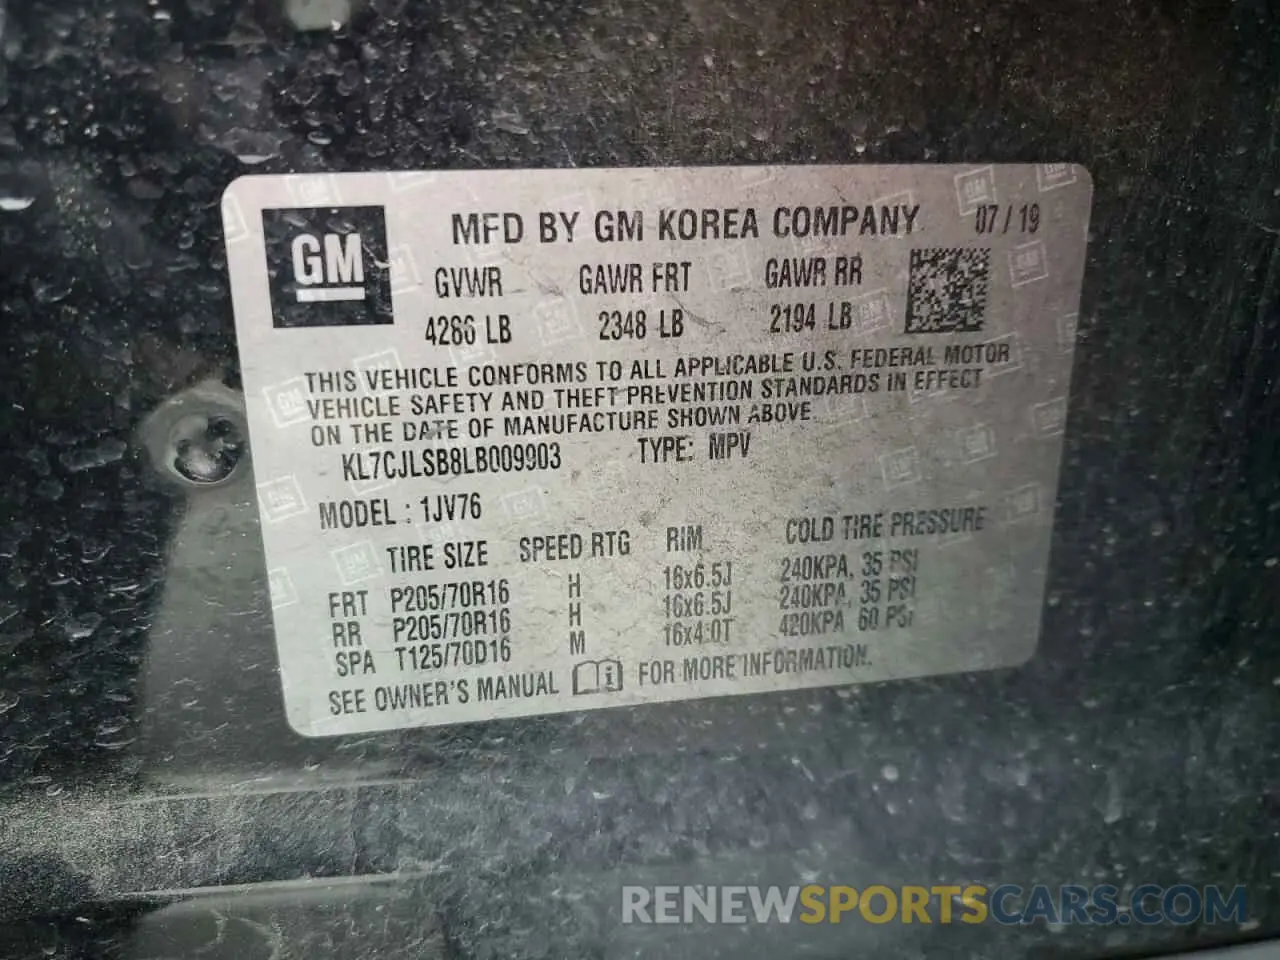 GM
MFD BY GM KOREA COMPANY 07 / 19
GVWR GAWR FRT GAWR RR
4266 LB 2348 LB 2194 LB
THIS VEHICLE CONFORMS TO ALL APPLICABLE U.S. FEDERAL MOTOR
VEHICLE SAFETY AND THEFT PREVENTION STANDARDS IN EFFECT
ON THE DATE OF MANUFACTURE SHOWN ABOVE.
KL7CJLSB8LB009903 TYPE: MPV
MODEL : 1JV76
TIRE SIZE SPEED RTG RIM COLD TIRE PRESSURE
FRT P205/70R16 H 16x6.5J 240KPA, 35 PSI
RR P205/70R16 H 16x6.5J 240KPA, 35 PSI
SPA T125/70D16 M 16x4.0T 420KPA 60 PSI
SEE OWNER'S MANUAL FOR MORE INFORMATION.
RENEWSPORTSCARS.COM